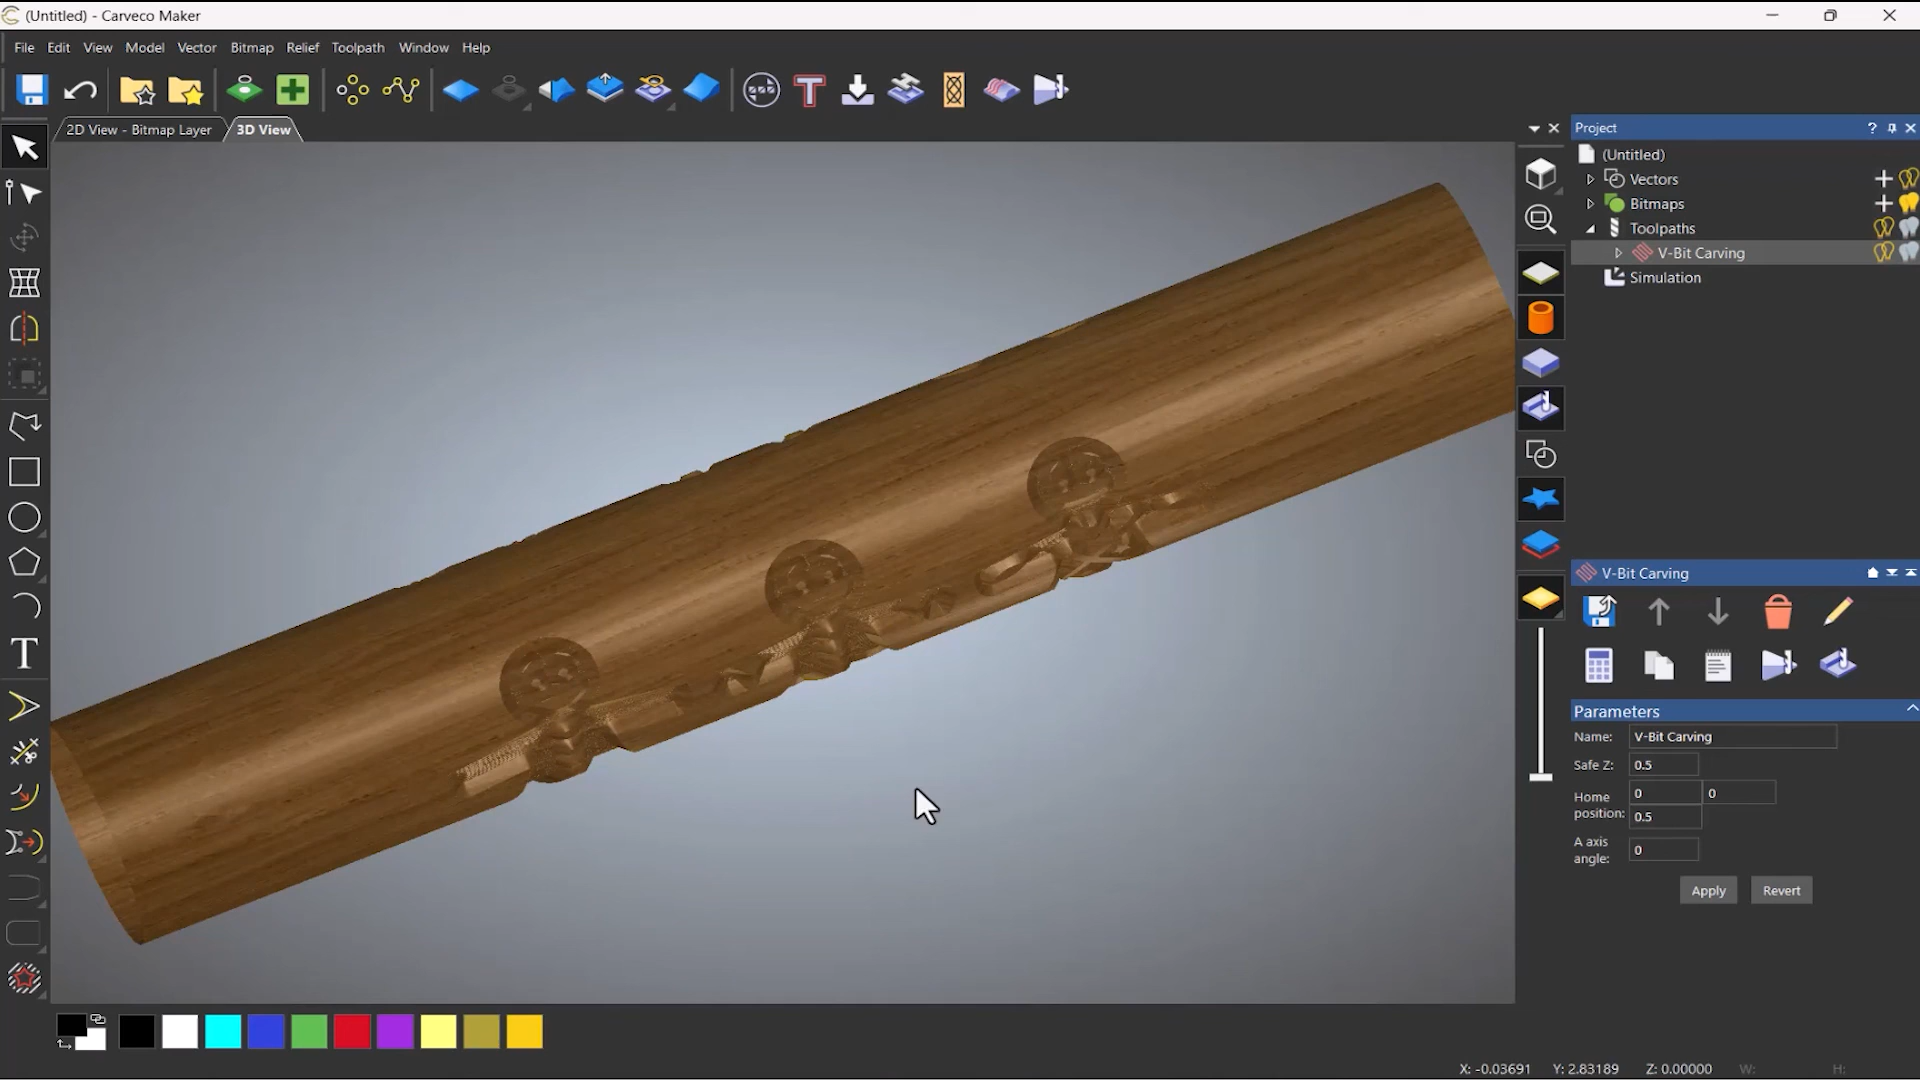 (Untitled) - Carveco Maker
File Edit View Model Vector Bitmap Relief Toolpath Window Help
2D View - Bitmap Layer 3D View
Project
(Untitled)
Vectors
Bitmaps
Toolpaths
V-Bit Carving
Simulation
V-Bit Carving
Parameters
Name: V-Bit Carving
Safe Z: 0.5
Home position: 0 0
0.5
A axis angle: 0
Apply Revert
X: -0.03691 Y: 2.83189 Z: 0.00000 W: H: